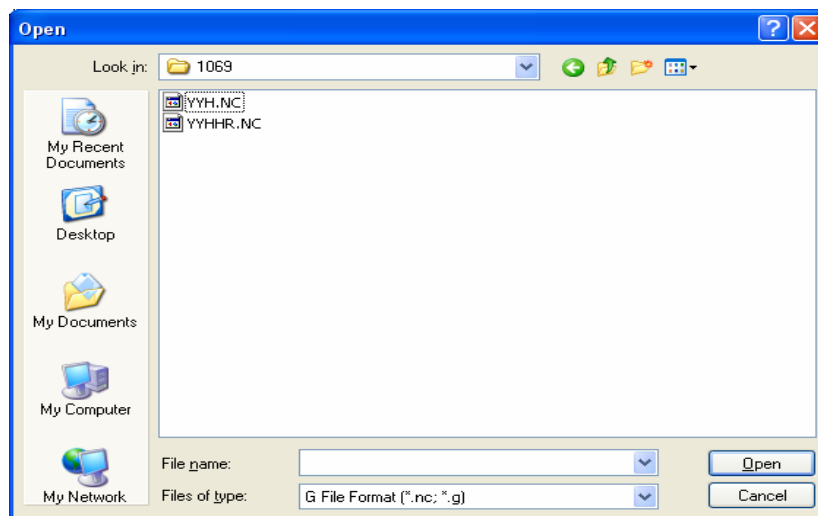 Open
Look in: 1069
YYH.NC
YYHHR.NC
My Recent
Documents
Desktop
My Documents
My Computer
My Network
File name:
Open
Files of type: G File Format (*.nc; *.g)
Cancel